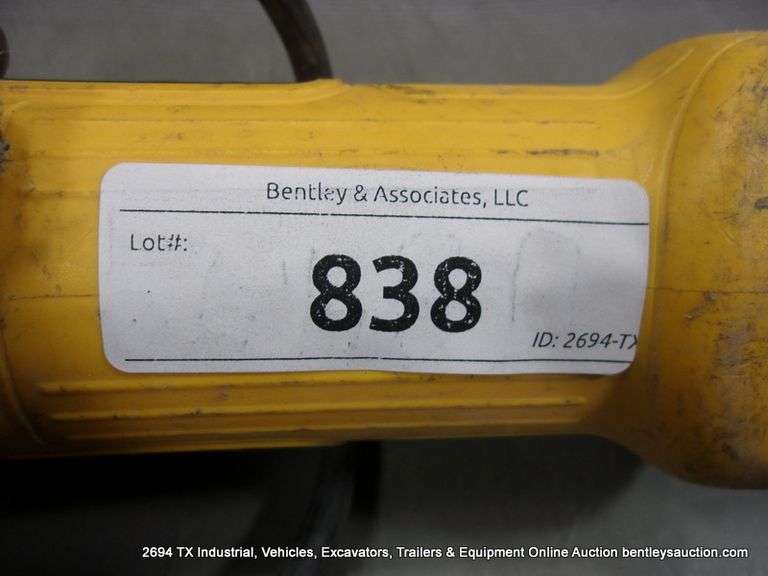 Bentley & Associates, LLC
Lot#:
838
ID: 2694-TX
2694 TX Industrial, Vehicles, Excavators, Trailers & Equipment Online Auction bentleysauction.com